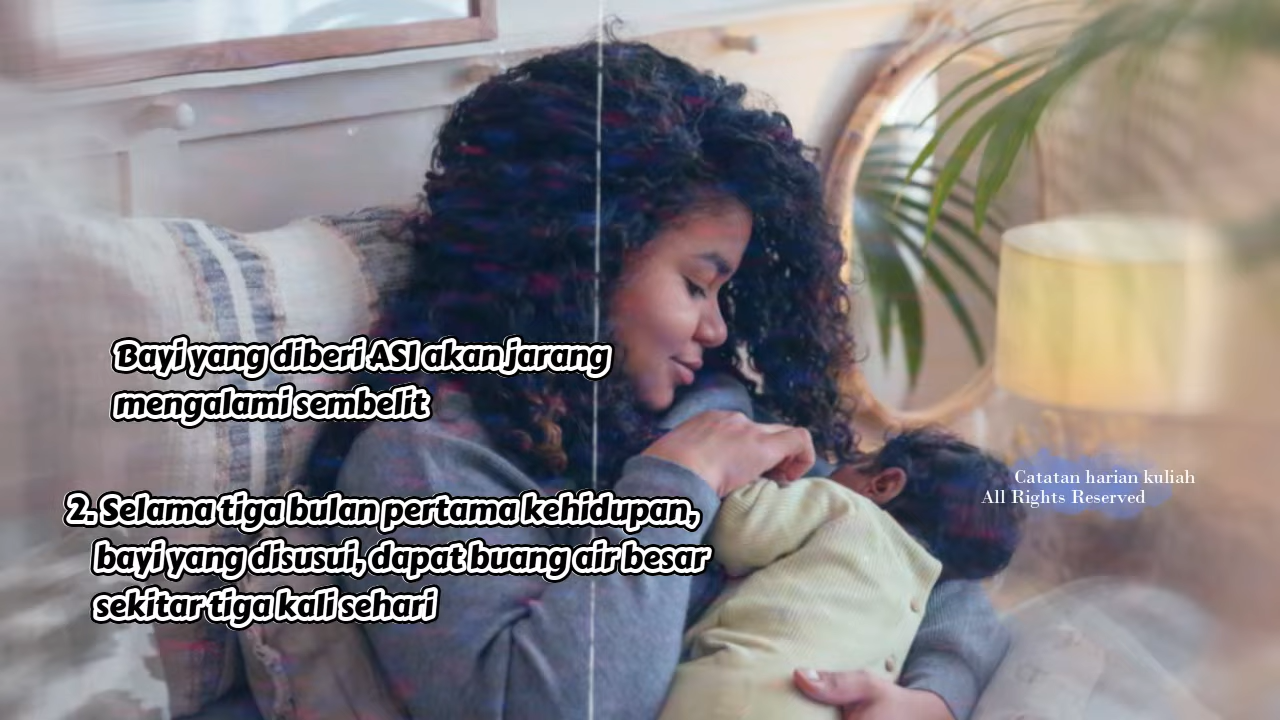 Bayi yang diberi ASI akan jarang
mengalami sembelit
2. Selama tiga bulan pertama kehidupan,
bayi yang disusui, dapat buang air besar
sekitar tiga kali sehari
Catatan harian kuliah
All Rights Reserved